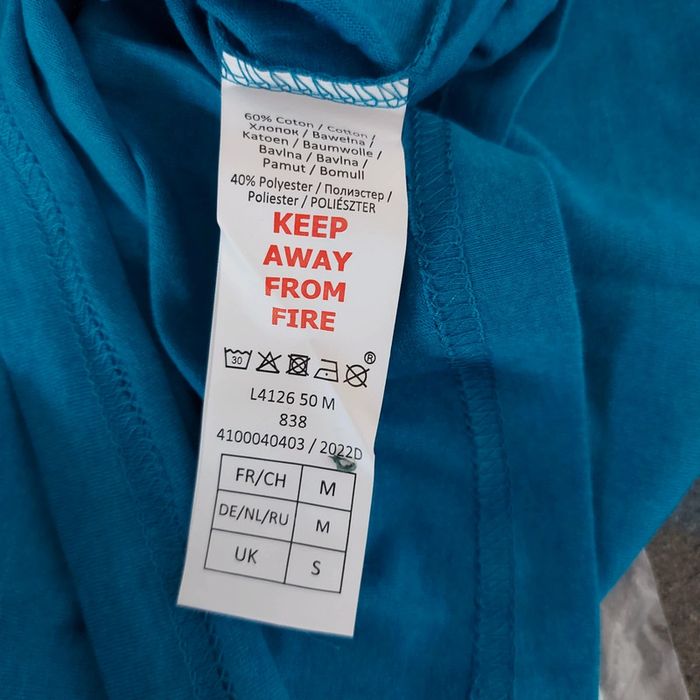 60% Coton / Cotton /
Хлопок / Bawełna /
Katoen / Baumwolle /
Bavlna / Bavlna /
Pamut / Bomull
40% Polyester / Полиэстер /
Poliester / POLIÉSZTER
KEEP
AWAY
FROM
FIRE
30
®
L4126 50 M
838
4100040403 / 2022D
FR/CH M
DE/NL/RU M
UK S